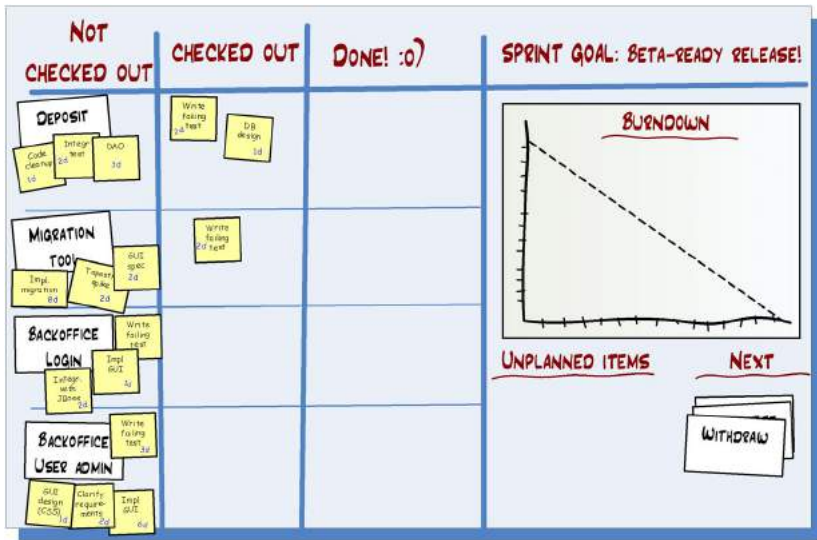 NOT
CHECKED OUT
CHECKED OUT
DONE! :o)
SPRINT GOAL: BETA-READY RELEASE!
DEPOSIT
Code
cleanup
1d
Integr.
test
2d
DAO
3d
Write
failing
test
2d
DB
design
1d
BURNDOWN
MIGRATION
TOOL
Impl.
migration
8d
Tapestry
spike
2d
GUI
spec
2d
Write
failing
test
2d
BACKOFFICE
LOGIN
Write
failing
test
Integr.
with
JBoss
2d
Impl
GUI
UNPLANNED ITEMS
NEXT
WITHDRAW
BACKOFFICE
USER ADMIN
Write
failing
test
3d
GUI
design
(CSS)
1d
Clarify
require-
ments
2d
Impl
GUI
6d